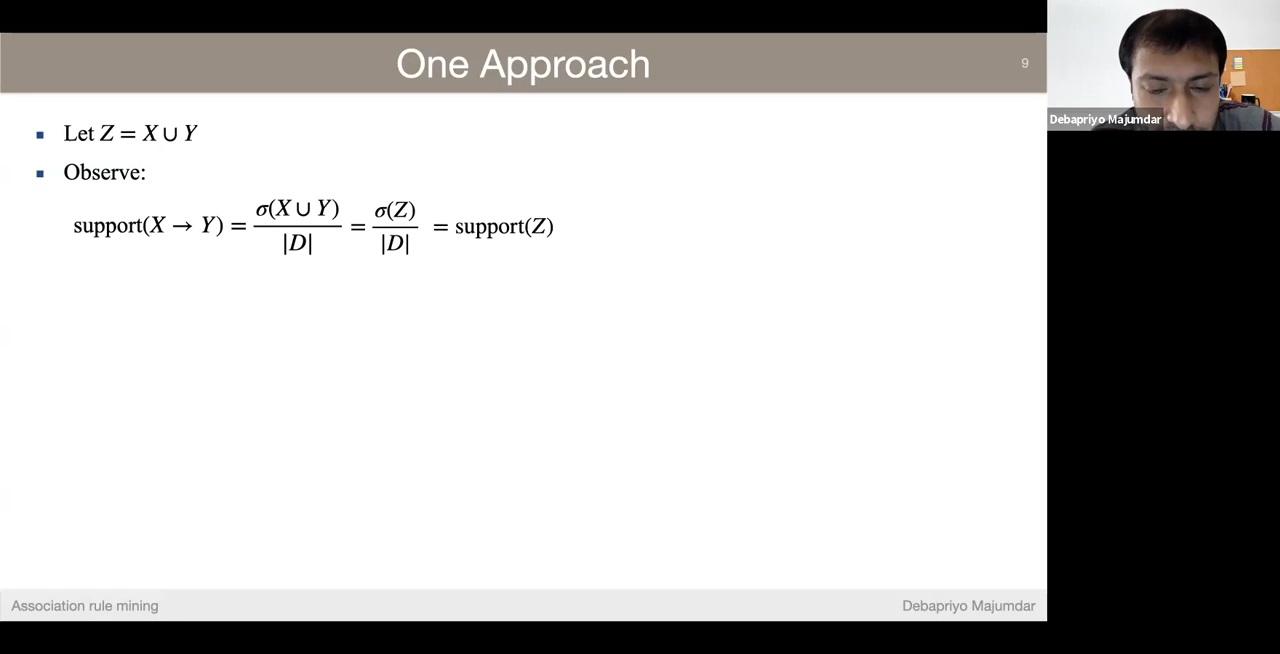 One Approach
9
Let Z = X ∪ Y
Observe:
support(X → Y) = σ(X ∪ Y) / |D| = σ(Z) / |D| = support(Z)
Debapriyo Majumdar
Association rule mining
Debapriyo Majumdar